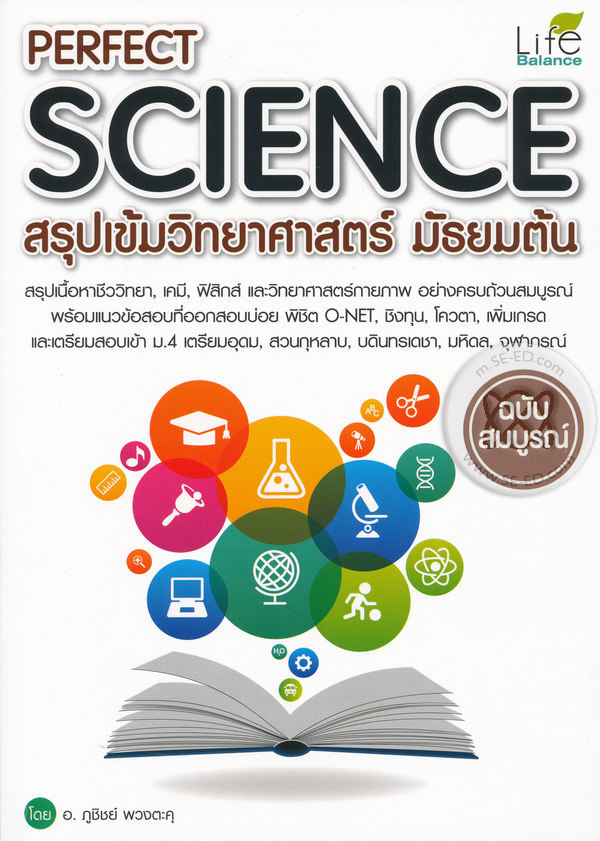 PERFECT
Life
Balance
SCIENCE
สรุปเข้มวิทยาศาสตร์ มัธยมต้น
สรุปเนื้อหาชีววิทยา, เคมี, ฟิสิกส์ และวิทยาศาสตร์กายภาพ อย่างครบถ้วนสมบูรณ์
พร้อมแนวข้อสอบที่ออกสอบบ่อย พิชิต O-NET, ชิงทุน, โควตา, เพิ่มเกรด
และเตรียมสอบเข้า ม.4 เตรียมอุดม, สวนกุหลาบ, บดินทรเดชา, มหิดล, จุฬาภรณ์
m.SE-ED.com
ฉบับ
สมบูรณ์
www.SE-ED.com
ABC
H₂O
โดย อ. ภูชิชย์ พวงตะคุ